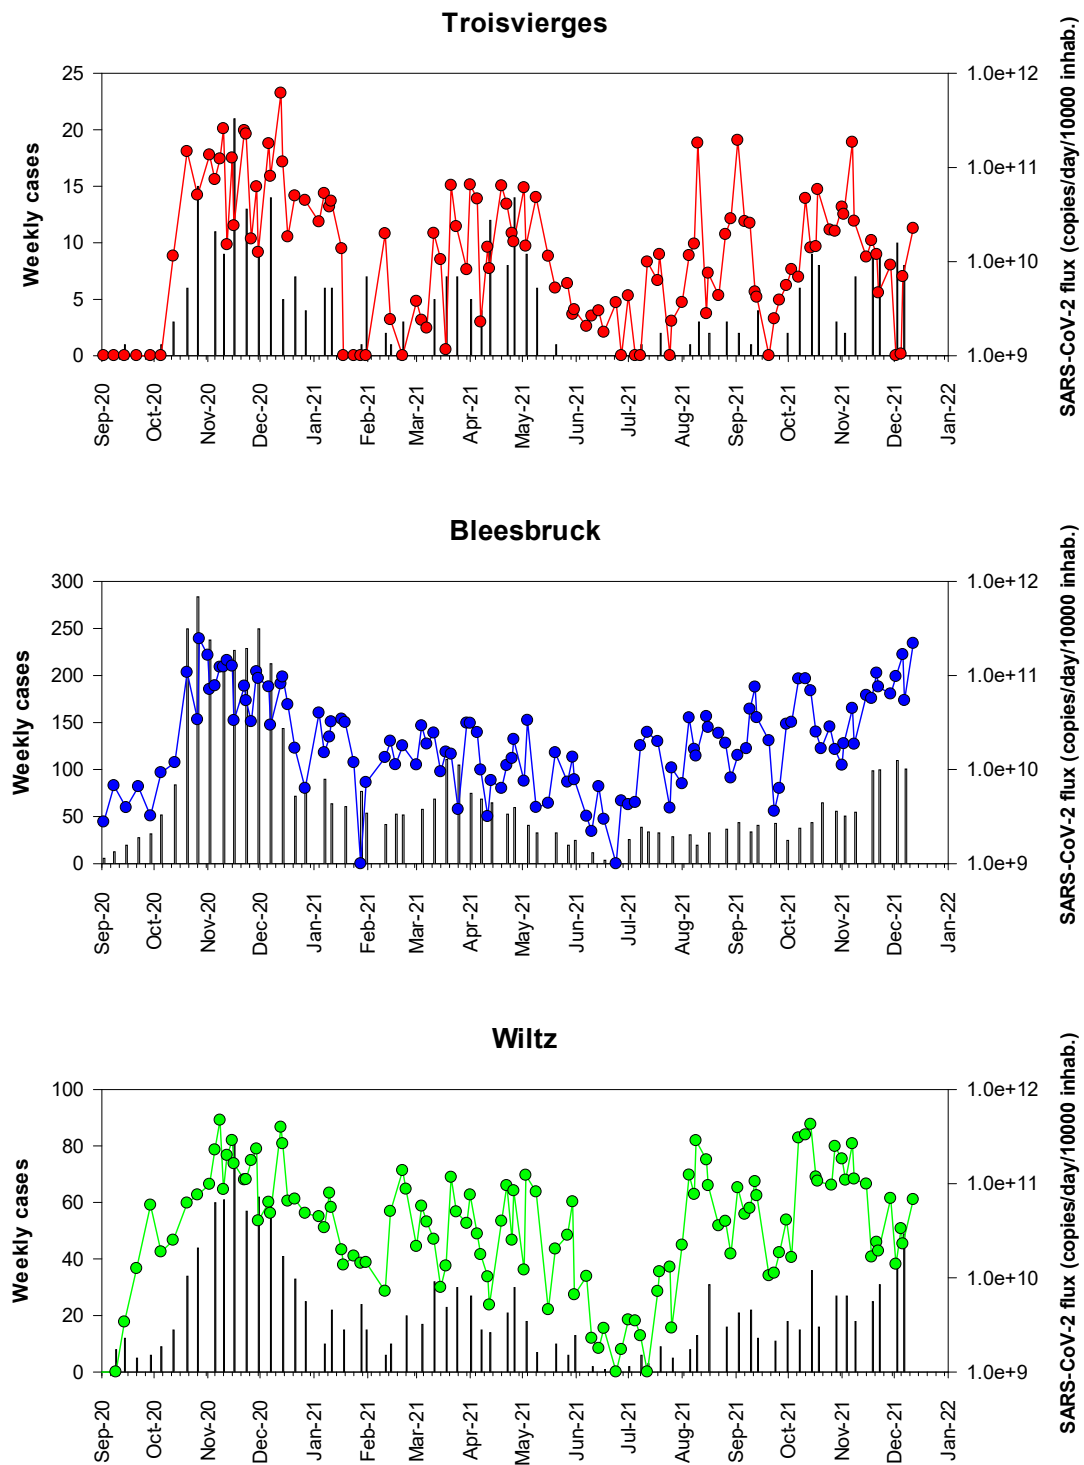 Troisvierges
Weekly cases
25
20
15
10
5
0
1.0e+12
1.0e+11
1.0e+10
1.0e+9
SARS-CoV-2 flux (copies/day/10000 inhab.)
Sep-20
Oct-20
Nov-20
Dec-20
Jan-21
Feb-21
Mar-21
Apr-21
May-21
Jun-21
Jul-21
Aug-21
Sep-21
Oct-21
Nov-21
Dec-21
Jan-22
Bleesbruck
Weekly cases
300
250
200
150
100
50
0
1.0e+12
1.0e+11
1.0e+10
1.0e+9
SARS-CoV-2 flux (copies/day/10000 inhab.)
Sep-20
Oct-20
Nov-20
Dec-20
Jan-21
Feb-21
Mar-21
Apr-21
May-21
Jun-21
Jul-21
Aug-21
Sep-21
Oct-21
Nov-21
Dec-21
Jan-22
Wiltz
Weekly cases
100
80
60
40
20
0
1.0e+12
1.0e+11
1.0e+10
1.0e+9
SARS-CoV-2 flux (copies/day/10000 inhab.)
Sep-20
Oct-20
Nov-20
Dec-20
Jan-21
Feb-21
Mar-21
Apr-21
May-21
Jun-21
Jul-21
Aug-21
Sep-21
Oct-21
Nov-21
Dec-21
Jan-22